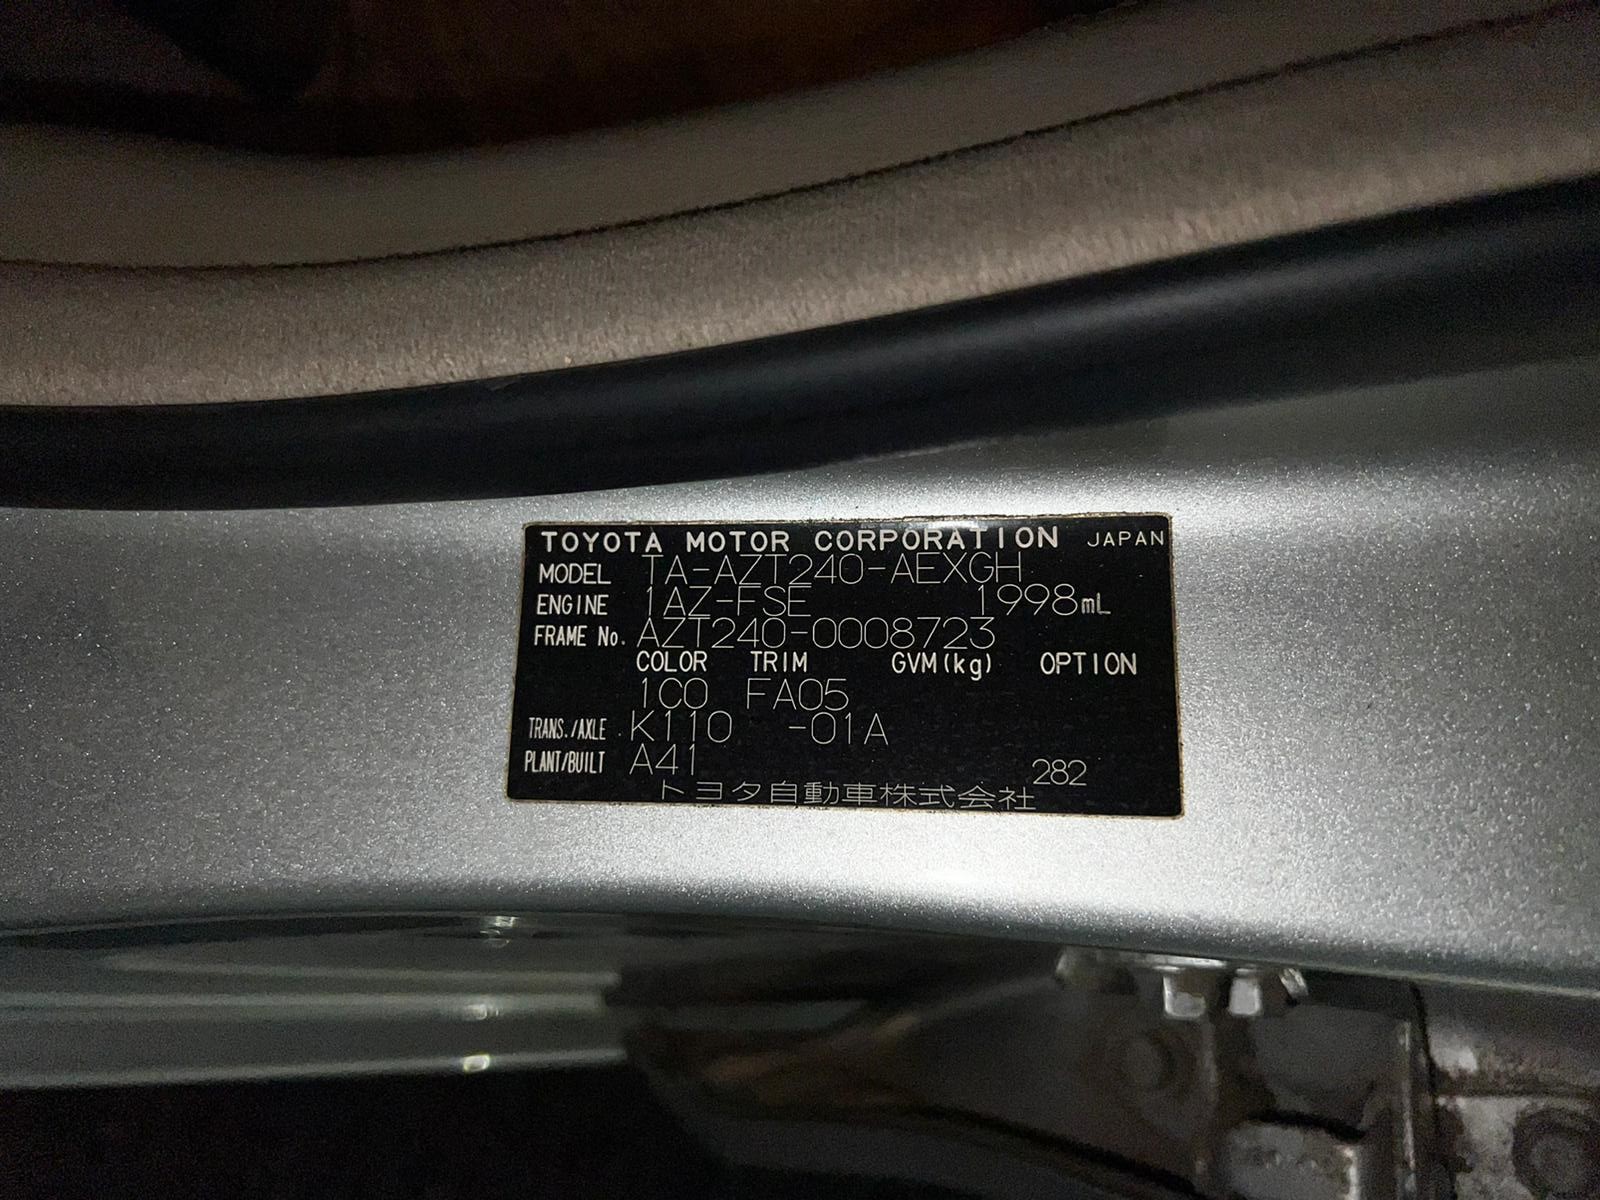 TOYOTA MOTOR CORPORATION JAPAN
MODEL TA-AZT240-AEXGH
ENGINE 1AZ-FSE 1998mL
FRAME No. AZT240-0008723
COLOR TRIM GVM(kg) OPTION
1C0 FA05
TRANS./AXLE K110 -01A
PLANT/BUILT A41 282
トヨタ自動車株式会社